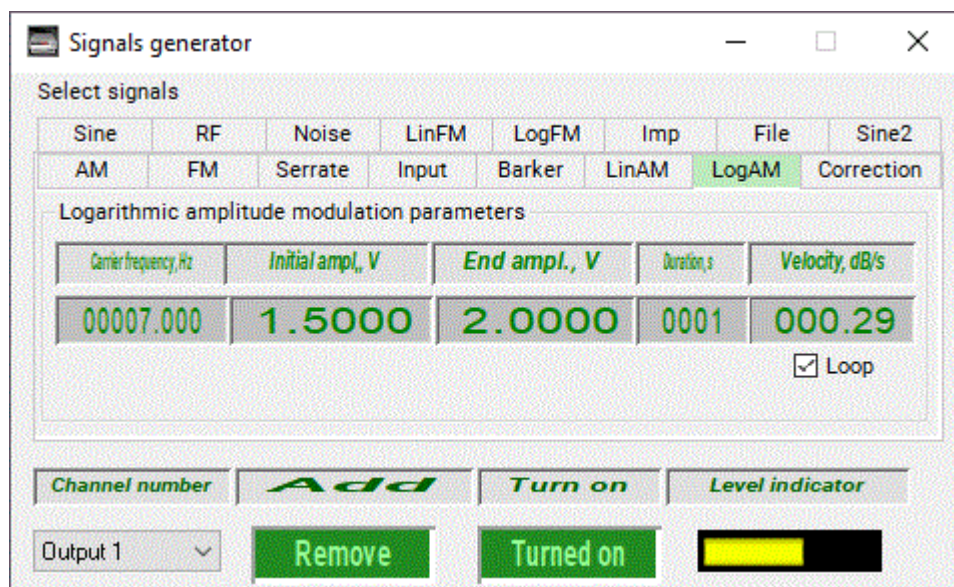 Signals generator
Select signals
Sine RF Noise LinFM LogFM Imp File Sine2
AM FM Serrate Input Barker LinAM LogAM Correction
Logarithmic amplitude modulation parameters
Carrier frequency, Hz Initial ampl,, V End ampl., V Duration, s Velocity, dB/s
00007.000 1.5000 2.0000 0001 000.29
Loop
Channel number Add Turn on Level indicator
Output 1 Remove Turned on